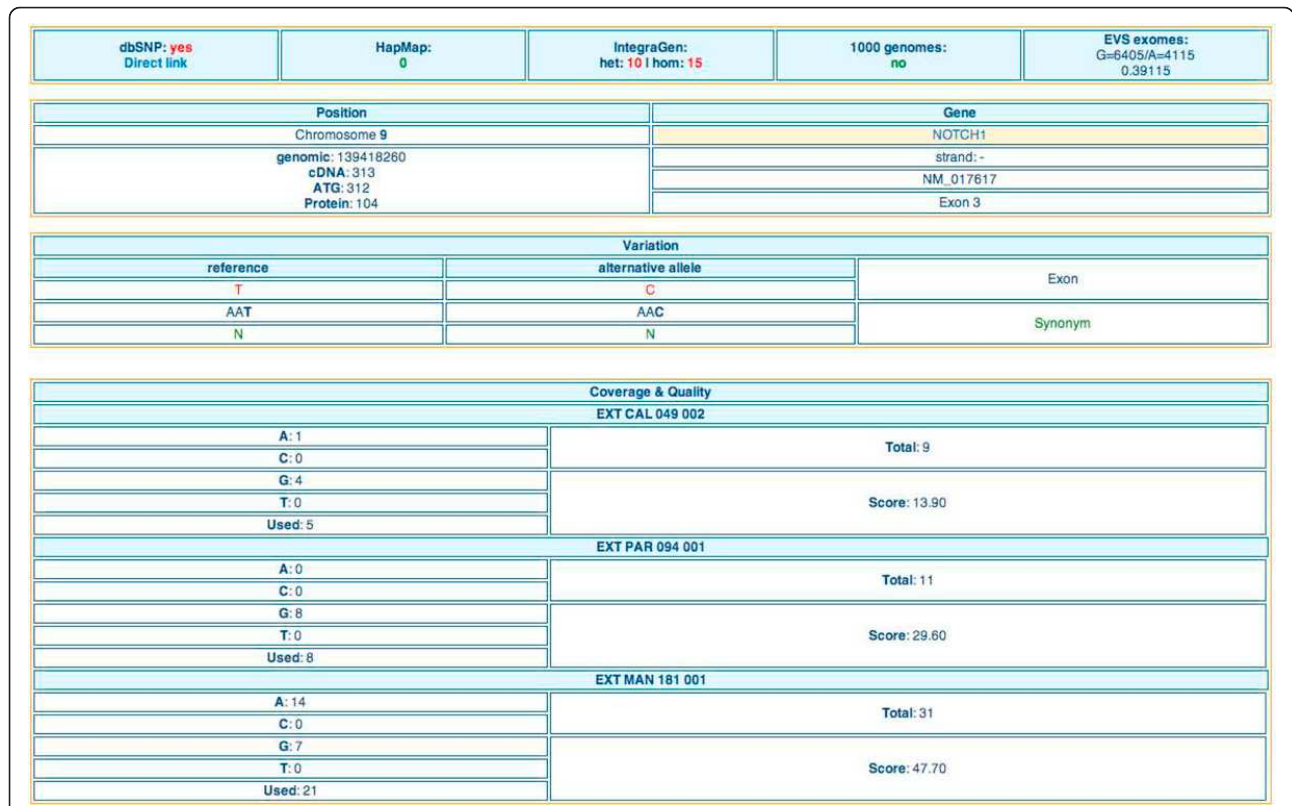 dbSNP: yes
Direct link
HapMap:
0
IntegraGen:
het: 10 I hom: 15
1000 genomes:
no
EVS exomes:
G=6405/A=4115
0.39115
Position
Gene
Chromosome 9
NOTCH1
genomic: 139418260
cDNA: 313
ATG: 312
Protein: 104
strand: -
NM_017617
Exon 3
Variation
reference
alternative allele
Exon
T
C
AAT
AAC
Synonym
N
N
Coverage & Quality
EXT CAL 049 002
A: 1
Total: 9
C: 0
G: 4
Score: 13.90
T: 0
Used: 5
EXT PAR 094 001
A: 0
Total: 11
C: 0
G: 8
Score: 29.60
T: 0
Used: 8
EXT MAN 181 001
A: 14
Total: 31
C: 0
G: 7
Score: 47.70
T: 0
Used: 21